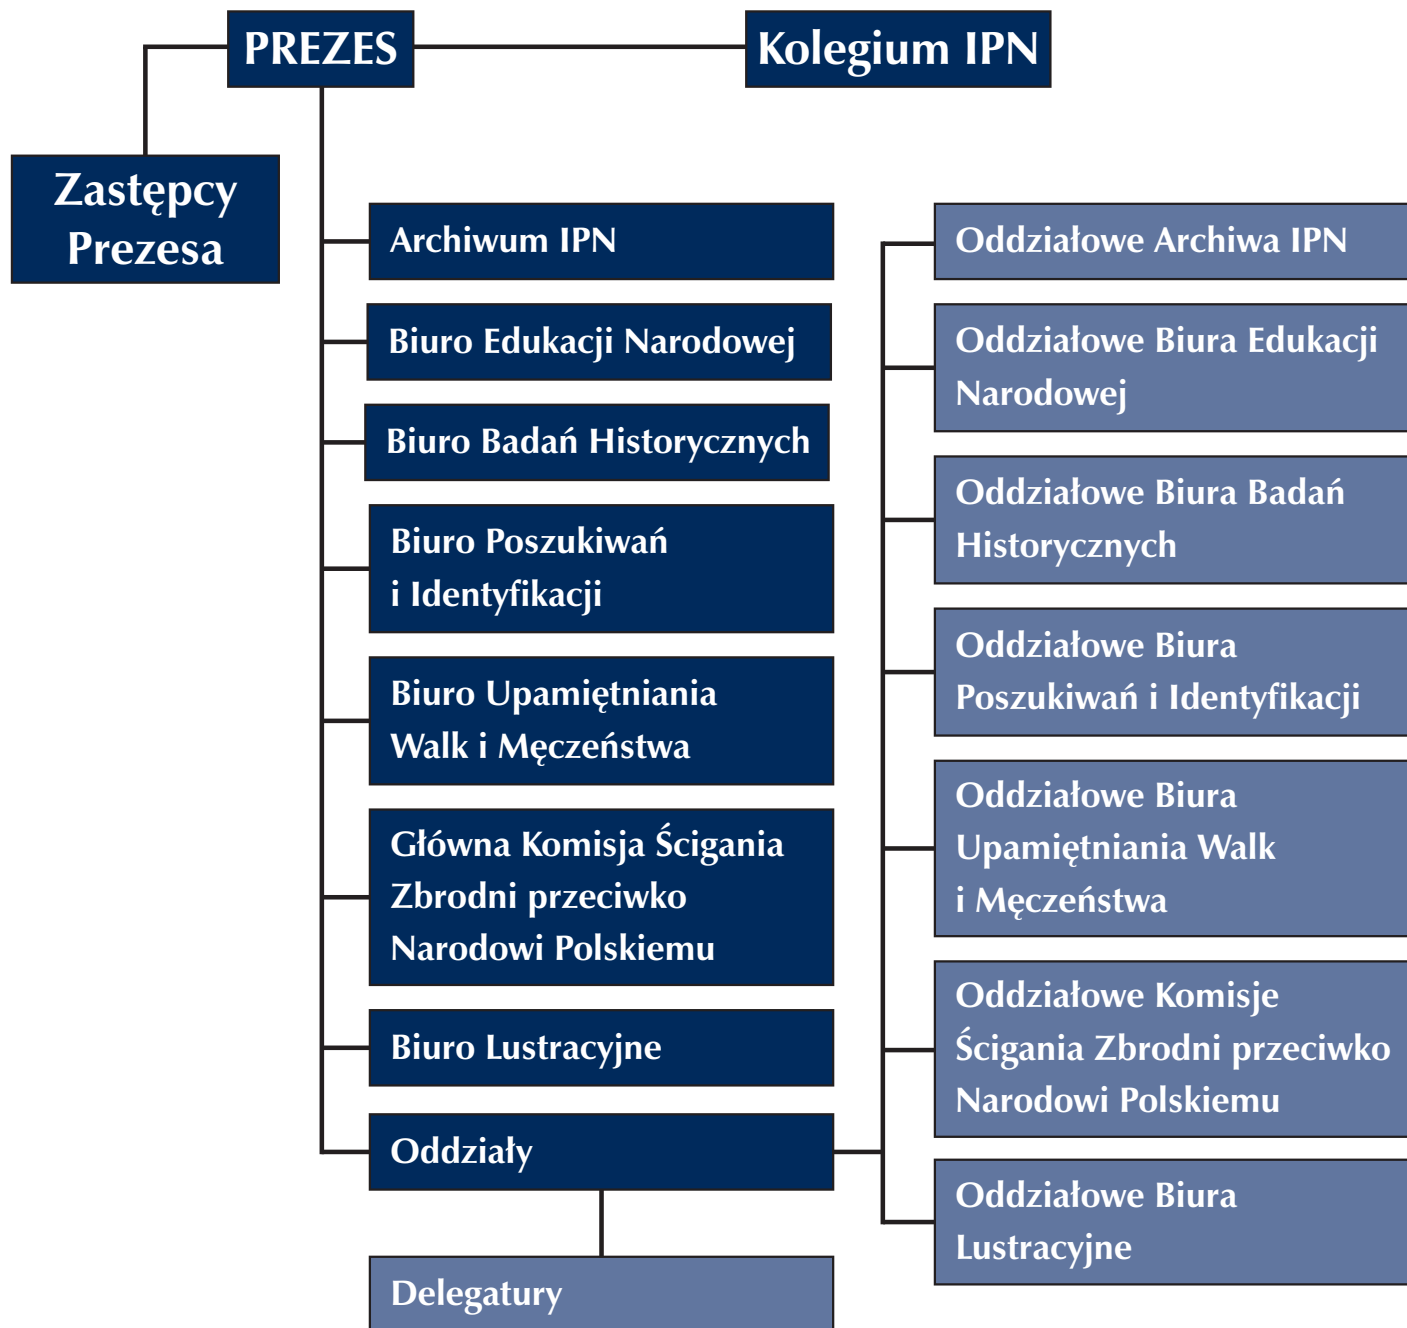 PREZES
Kolegium IPN
Zastępcy
Prezesa
Archiwum IPN
Biuro Edukacji Narodowej
Biuro Badań Historycznych
Biuro Poszukiwań
i Identyfikacji
Biuro Upamiętniania
Walk i Męczeństwa
Główna Komisja Ścigania
Zbrodni przeciwko
Narodowi Polskiemu
Biuro Lustracyjne
Oddziały
Delegatury
Oddziałowe Archiwa IPN
Oddziałowe Biura Edukacji
Narodowej
Oddziałowe Biura Badań
Historycznych
Oddziałowe Biura
Poszukiwań i Identyfikacji
Oddziałowe Biura
Upamiętniania Walk
i Męczeństwa
Oddziałowe Komisje
Ścigania Zbrodni przeciwko
Narodowi Polskiemu
Oddziałowe Biura
Lustracyjne